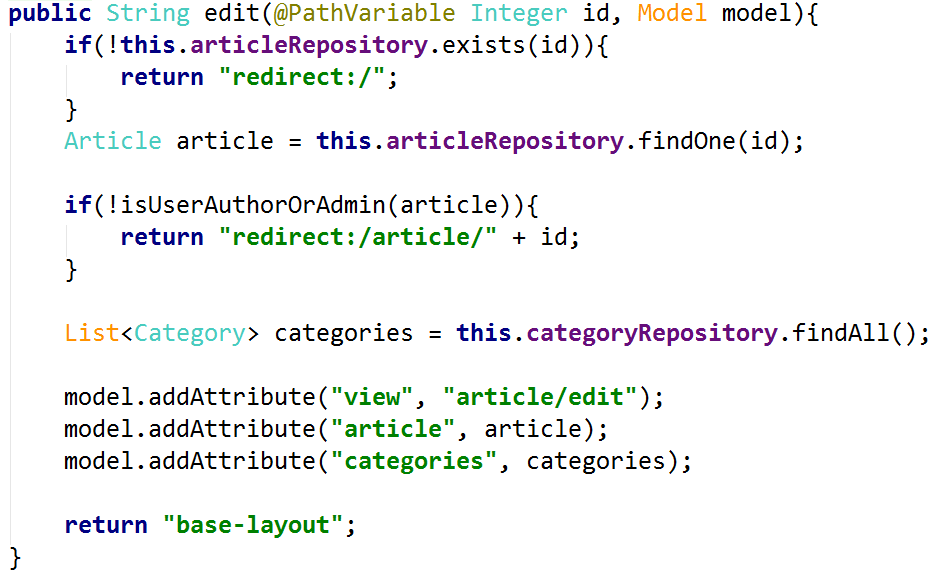 public String edit(@PathVariable Integer id, Model model){
    if(!this.articleRepository.exists(id)){
        return "redirect:/";
    }
    Article article = this.articleRepository.findOne(id);

    if(!isUserAuthorOrAdmin(article)){
        return "redirect:/article/" + id;
    }

    List<Category> categories = this.categoryRepository.findAll();

    model.addAttribute("view", "article/edit");
    model.addAttribute("article", article);
    model.addAttribute("categories", categories);

    return "base-layout";
}